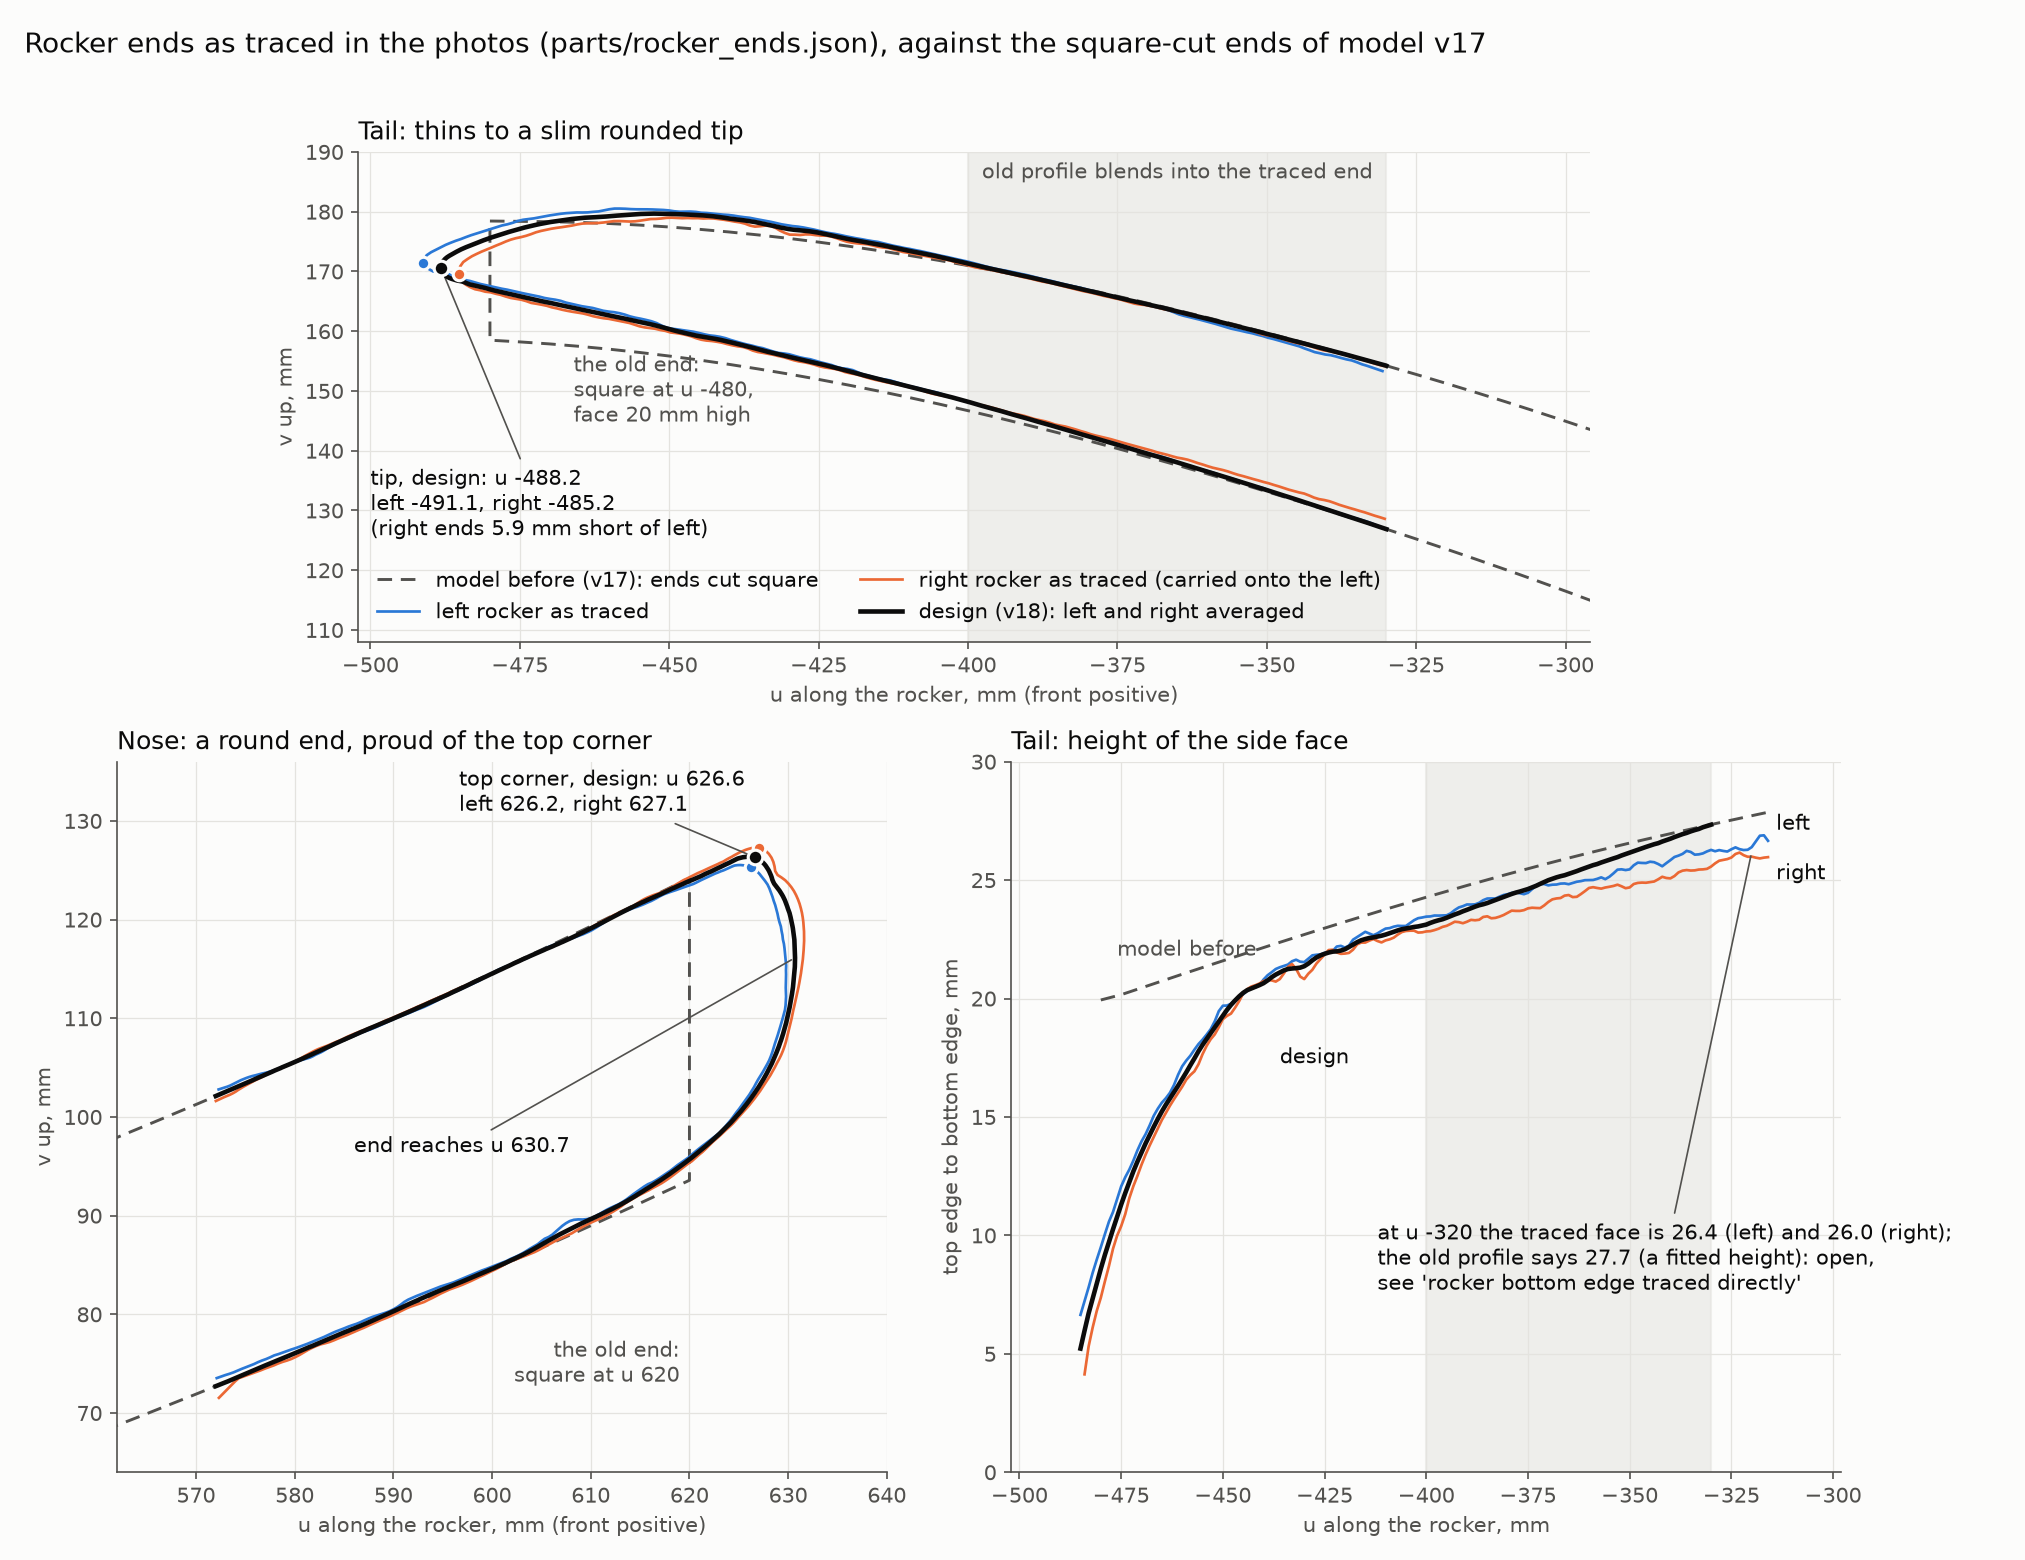 Rocker ends as traced in the photos (parts/rocker_ends.json), against the square-cut ends of model v17
Tail: thins to a slim rounded tip
190
180
170
160
150
140
130
120
110
v up, mm
old profile blends into the traced end
the old end:
square at u -480,
face 20 mm high
tip, design: u -488.2
left -491.1, right -485.2
(right ends 5.9 mm short of left)
model before (v17): ends cut square
left rocker as traced
right rocker as traced (carried onto the left)
design (v18): left and right averaged
−500
−475
−450
−425
−400
−375
−350
−325
−300
u along the rocker, mm (front positive)
Nose: a round end, proud of the top corner
top corner, design: u 626.6
left 626.2, right 627.1
130
120
110
100
90
80
70
v up, mm
end reaches u 630.7
the old end:
square at u 620
570
580
590
600
610
620
630
640
u along the rocker, mm (front positive)
Tail: height of the side face
30
25
20
15
10
5
0
top edge to bottom edge, mm
left
right
model before
design
at u -320 the traced face is 26.4 (left) and 26.0 (right);
the old profile says 27.7 (a fitted height): open,
see 'rocker bottom edge traced directly'
−500
−475
−450
−425
−400
−375
−350
−325
−300
u along the rocker, mm